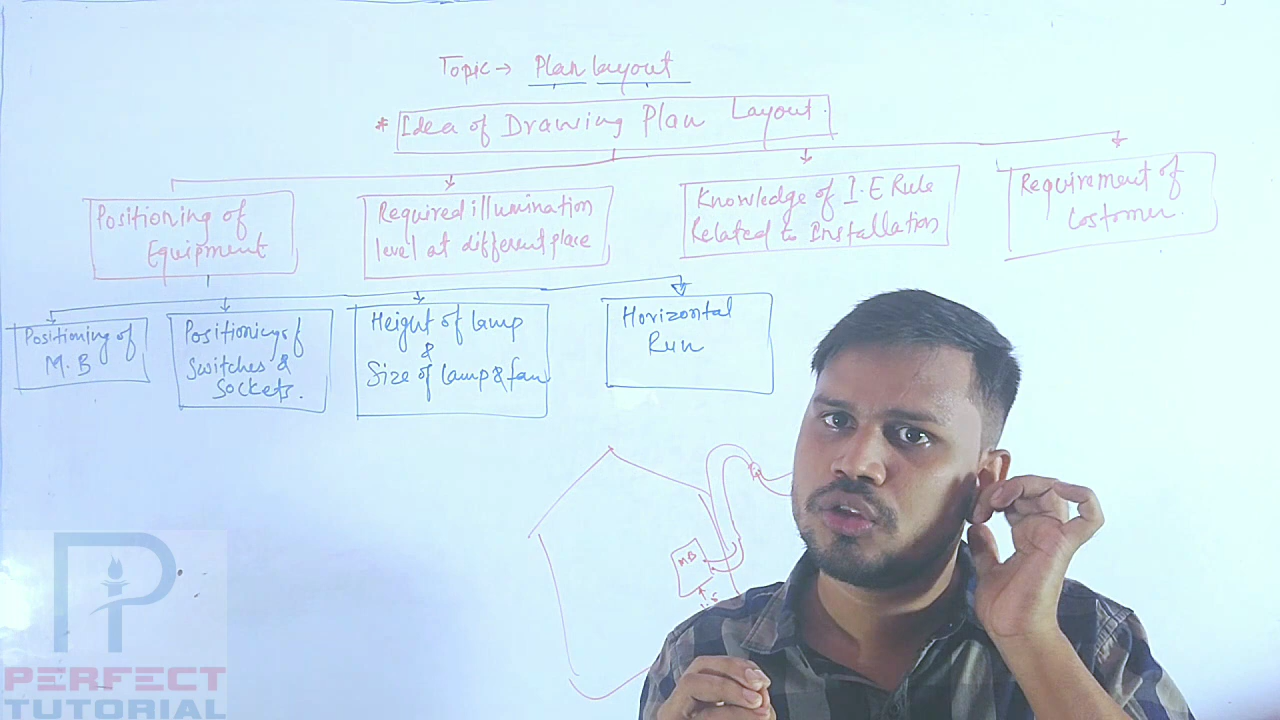 Topic → Plan layout
* Idea of Drawing Plan Layout.
Positioning of
Equipment
Required illumination
level at different place
Knowledge of I.E Rule
Related to Installation
Requirement of
Costomer.
Positioning of
M.B
Positioning of
Switches &
Sockets.
Height of lamp
&
Size of lamp & fan
Horizontal
Run
MB
PERFECT
TUTORIAL